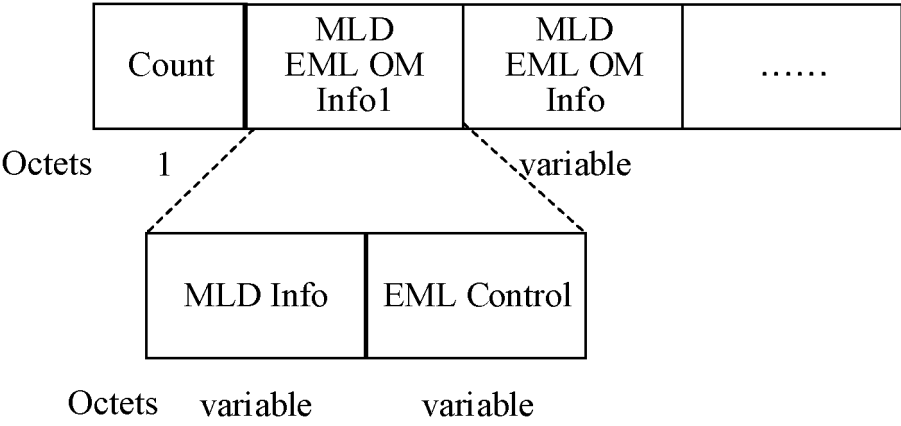 Count
MLD
EML OM
Info1
MLD
EML OM
Info
......
Octets 1 variable
MLD Info
EML Control
Octets variable variable